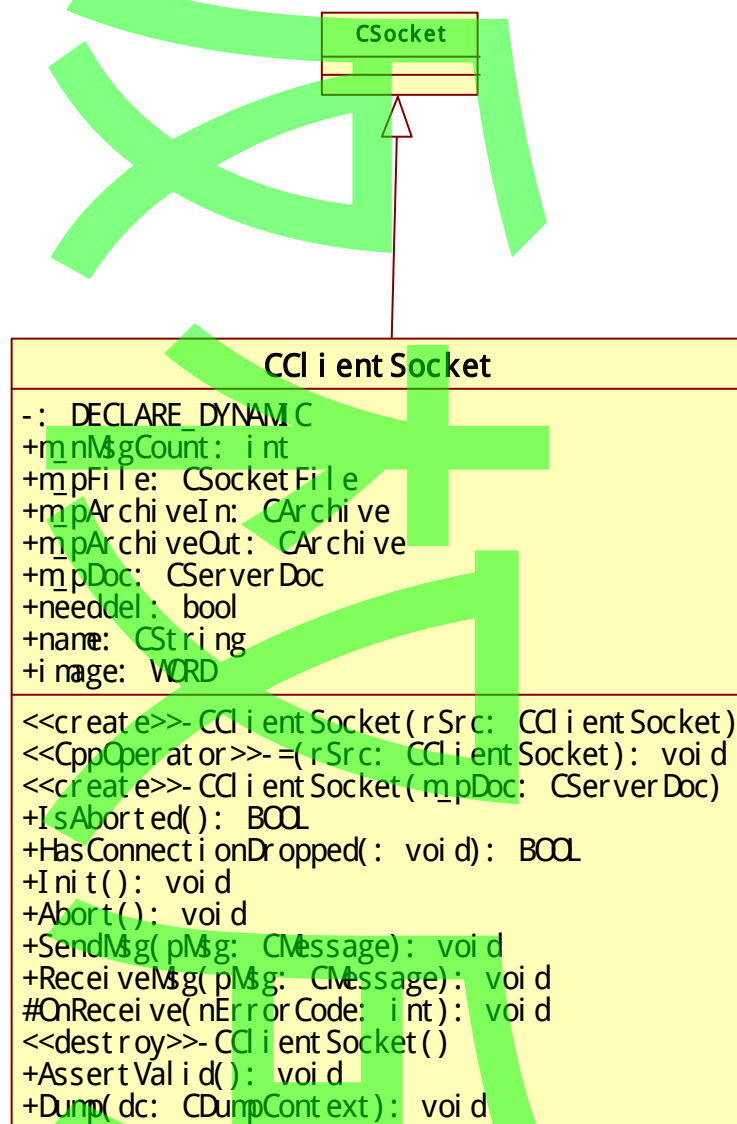 CSocket
CClientSocket
-: DECLARE_DYNAMIC
+m_nMsgCount: int
+m_pFile: CSocketFile
+m_pArchiveIn: CArchive
+m_pArchiveOut: CArchive
+m_pDoc: CServerDoc
+needdel: bool
+name: CString
+image: WORD
<<create>>-CClientSocket(rSrc: CClientSocket)
<<CppOperator>>-=(rSrc: CClientSocket): void
<<create>>-CClientSocket(m_pDoc: CServerDoc)
+IsAborted(): BOOL
+HasConnectionDropped(: void): BOOL
+Init(): void
+Abort(): void
+SendMsg(pMsg: CMessage): void
+ReceiveMsg(pMsg: CMessage): void
#OnReceive(nErrorCode: int): void
<<destroy>>-CClientSocket()
+AssertValid(): void
+Dump(dc: CDumpContext): void